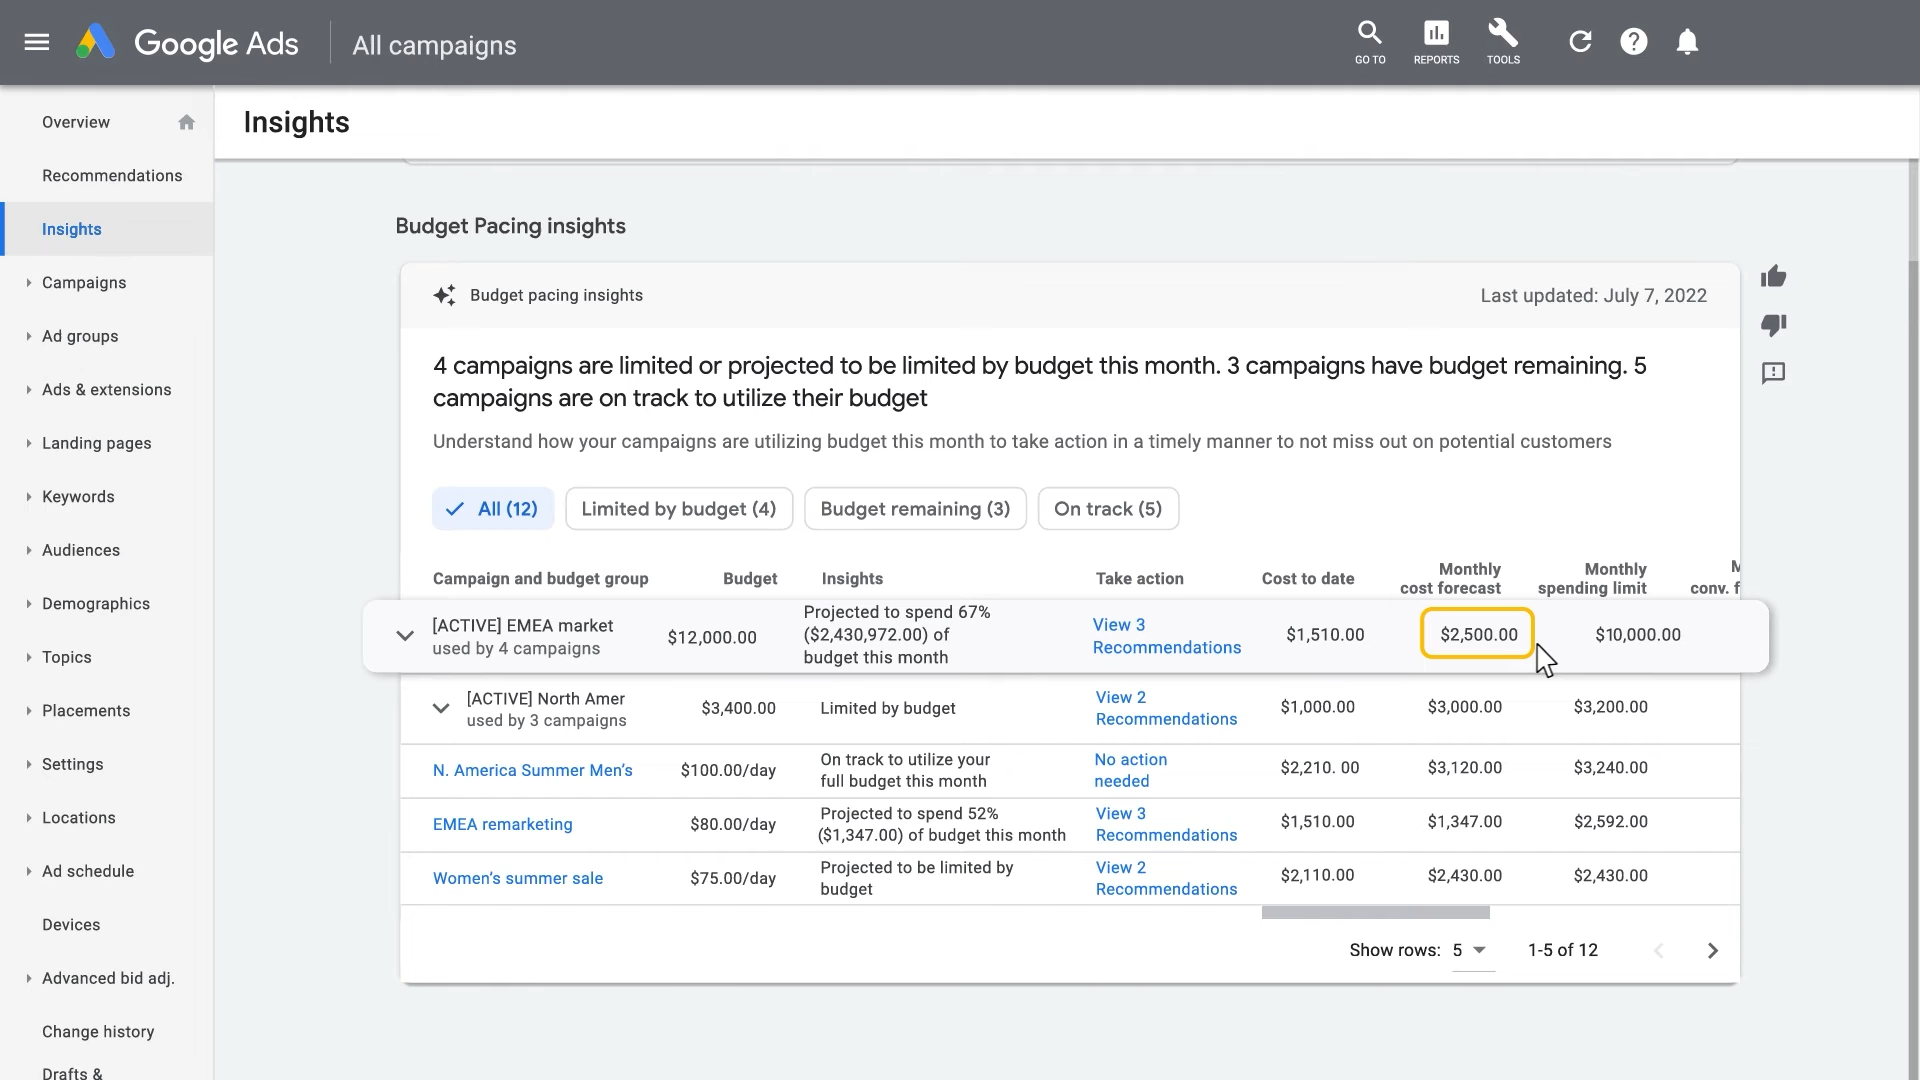 Google Ads
All campaigns
GO TO
REPORTS
TOOLS
Overview
Recommendations
Insights
Campaigns
Ad groups
Ads & extensions
Landing pages
Keywords
Audiences
Demographics
Topics
Placements
Settings
Locations
Ad schedule
Devices
Advanced bid adj.
Change history
Drafts &
Insights
Budget Pacing insights
Budget pacing insights
Last updated: July 7, 2022
4 campaigns are limited or projected to be limited by budget this month. 3 campaigns have budget remaining. 5
campaigns are on track to utilize their budget
Understand how your campaigns are utilizing budget this month to take action in a timely manner to not miss out on potential customers
All (12)
Limited by budget (4)
Budget remaining (3)
On track (5)
Campaign and budget group
Budget
Insights
Take action
Cost to date
Monthly
cost forecast
Monthly
spending limit
M
conv. f
[ACTIVE] EMEA market
used by 4 campaigns
$12,000.00
Projected to spend 67%
($2,430,972.00) of
budget this month
View 3
Recommendations
$1,510.00
$2,500.00
$10,000.00
[ACTIVE] North Amer
used by 3 campaigns
$3,400.00
Limited by budget
View 2
Recommendations
$1,000.00
$3,000.00
$3,200.00
N. America Summer Men's
$100.00/day
On track to utilize your
full budget this month
No action
needed
$2,210. 00
$3,120.00
$3,240.00
EMEA remarketing
$80.00/day
Projected to spend 52%
($1,347.00) of budget this month
View 3
Recommendations
$1,510.00
$1,347.00
$2,592.00
Women's summer sale
$75.00/day
Projected to be limited by
budget
View 2
Recommendations
$2,110.00
$2,430.00
$2,430.00
Show rows: 5
1-5 of 12